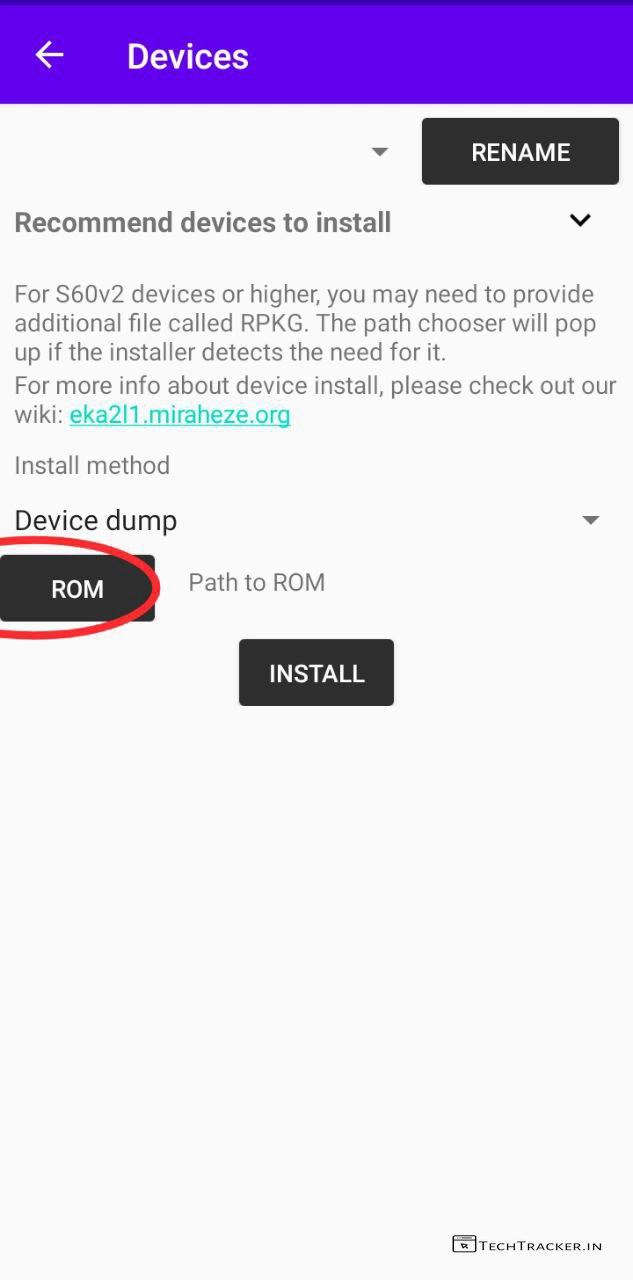 Devices
RENAME
Recommend devices to install
For S60v2 devices or higher, you may need to provide
additional file called RPKG. The path chooser will pop
up if the installer detects the need for it.
For more info about device install, please check out our
wiki: eka2l1.miraheze.org
Install method
Device dump
ROM
Path to ROM
INSTALL
TECHTRACKER.IN